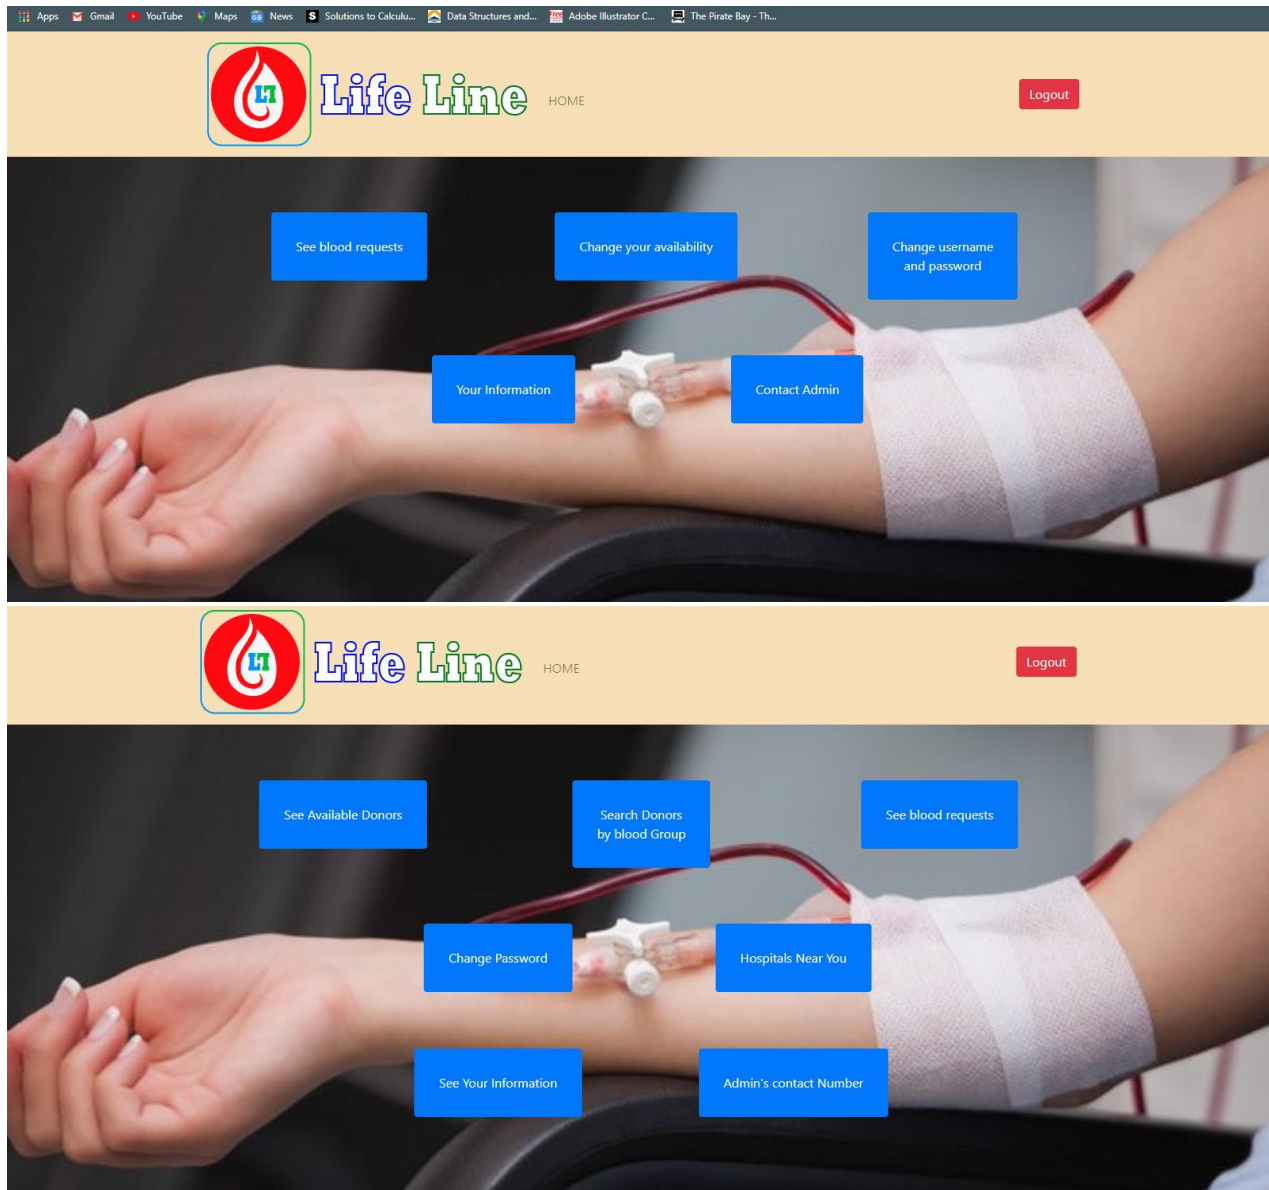 Apps Gmail YouTube Maps News Solutions to Calculu... Data Structures and... Adobe Illustrator C... The Pirate Bay - Th...
Life Line HOME Logout
See blood requests Change your availability Change username
and password
Your Information Contact Admin
Life Line HOME Logout
See Available Donors Search Donors See blood requests
by blood Group
Change Password Hospitals Near You
See Your Information Admin's contact Number